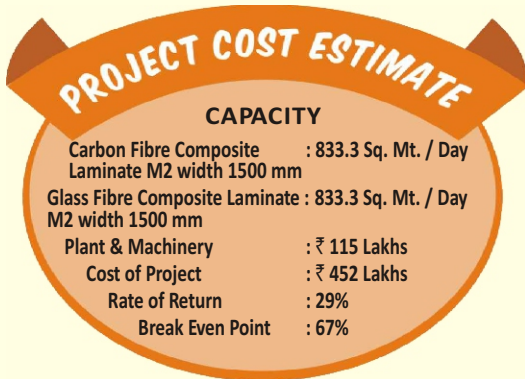 PROJECT COST ESTIMATE
CAPACITY
Carbon Fibre Composite : 833.3 Sq. Mt. / Day
Laminate M2 width 1500 mm
Glass Fibre Composite Laminate : 833.3 Sq. Mt. / Day
M2 width 1500 mm
Plant & Machinery : ₹ 115 Lakhs
Cost of Project : ₹ 452 Lakhs
Rate of Return : 29%
Break Even Point : 67%